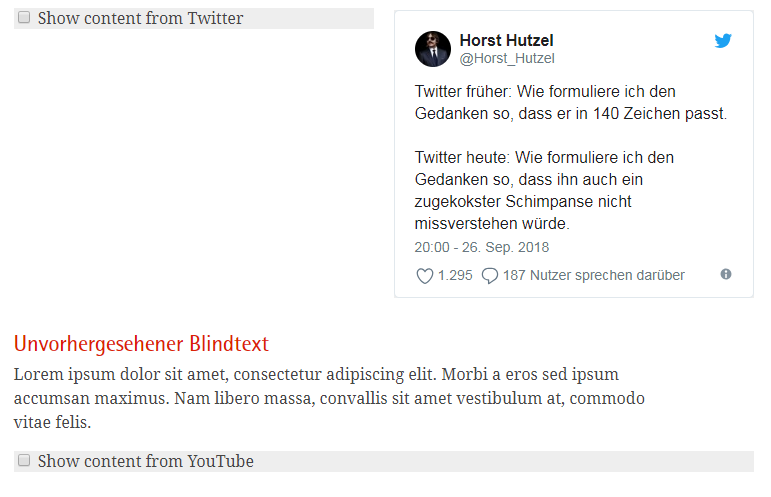 Show content from Twitter
Horst Hutzel
@Horst_Hutzel
Twitter früher: Wie formuliere ich den
Gedanken so, dass er in 140 Zeichen passt.
Twitter heute: Wie formuliere ich den
Gedanken so, dass ihn auch ein
zugekokster Schimpanse nicht
missverstehen würde.
20:00 - 26. Sep. 2018
1.295 187 Nutzer sprechen darüber
Unvorhergesehener Blindtext
Lorem ipsum dolor sit amet, consectetur adipiscing elit. Morbi a eros sed ipsum
accumsan maximus. Nam libero massa, convallis sit amet vestibulum at, commodo
vitae felis.
Show content from YouTube